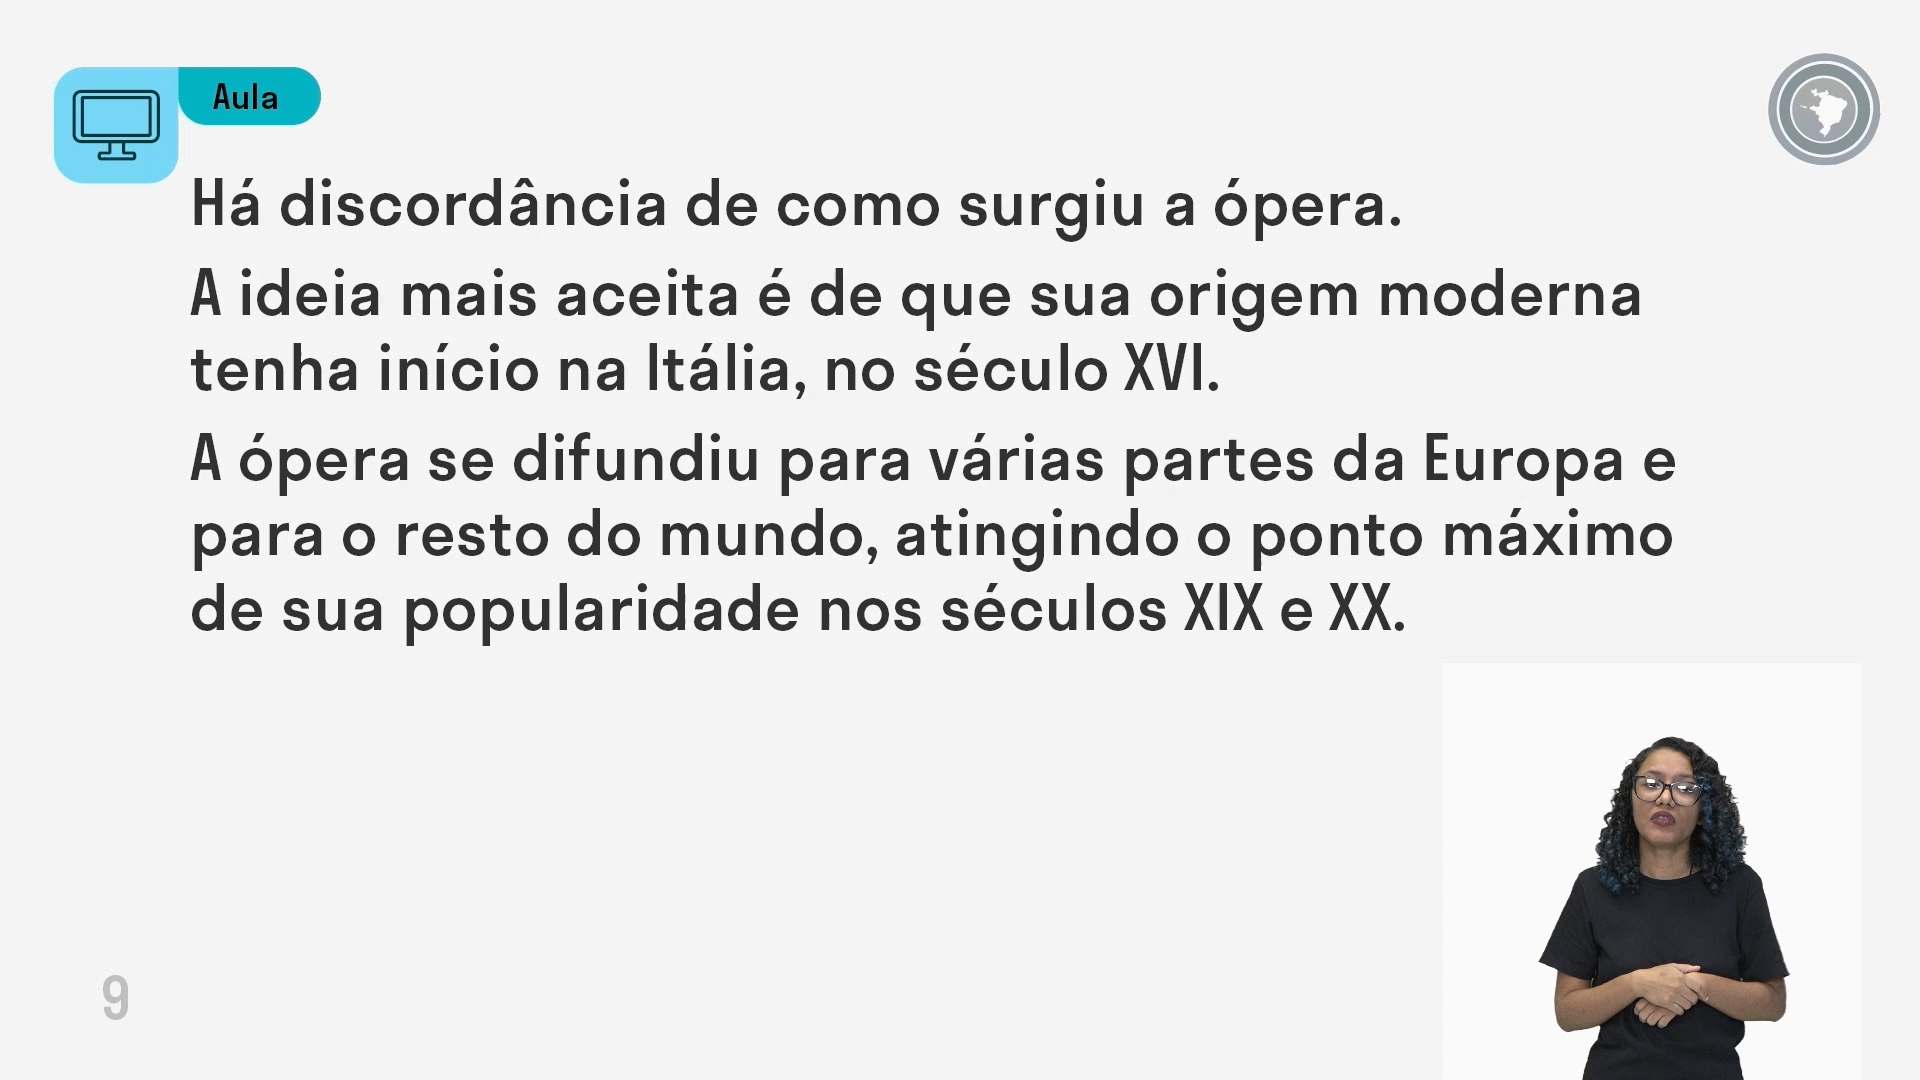 Aula
Há discordância de como surgiu a ópera.
A ideia mais aceita é de que sua origem moderna
tenha início na Itália, no século XVI.
A ópera se difundiu para várias partes da Europa e
para o resto do mundo, atingindo o ponto máximo
de sua popularidade nos séculos XIX e XX.
9